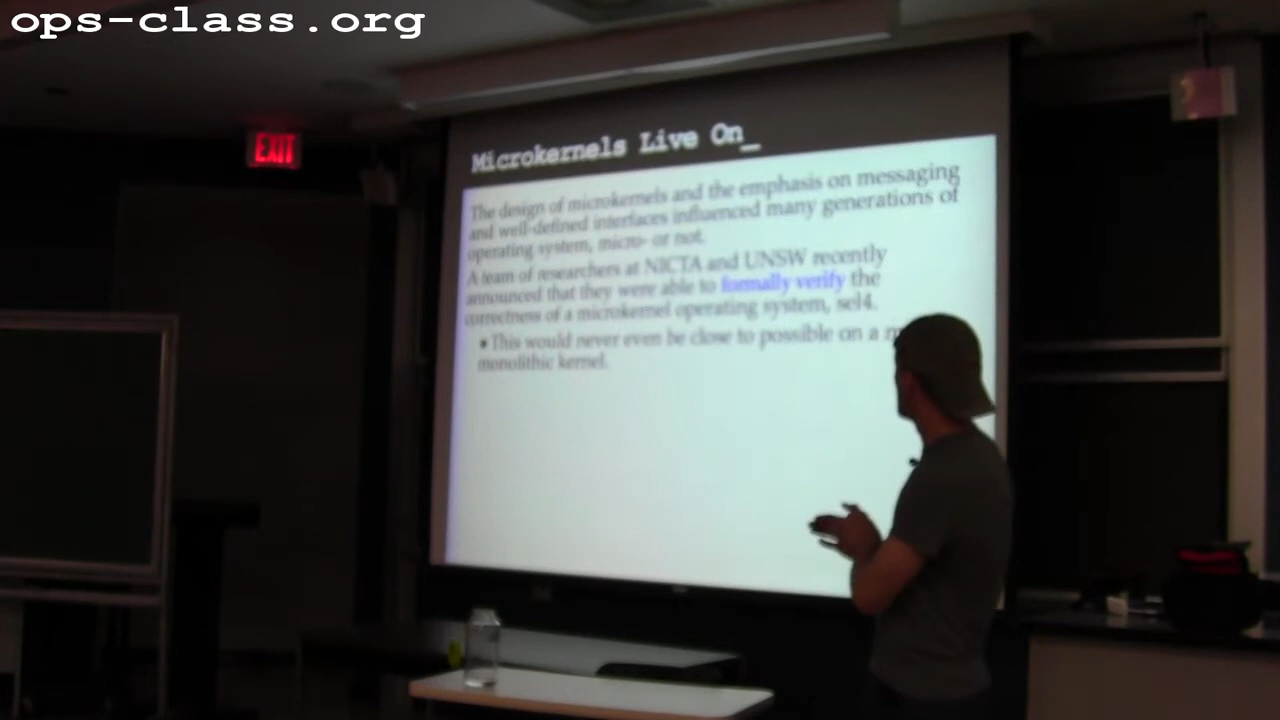 ops-class.org
EXIT
Microkernels Live On_
The design of microkernels and the emphasis on messaging
and well-defined interfaces influenced many generations of
operating system, micro- or not.
A team of researchers at NICTA and UNSW recently
announced that they were able to formally verify the
correctness of a microkernel operating system, sel4.
• This would never even be close to possible on a
monolithic kernel.